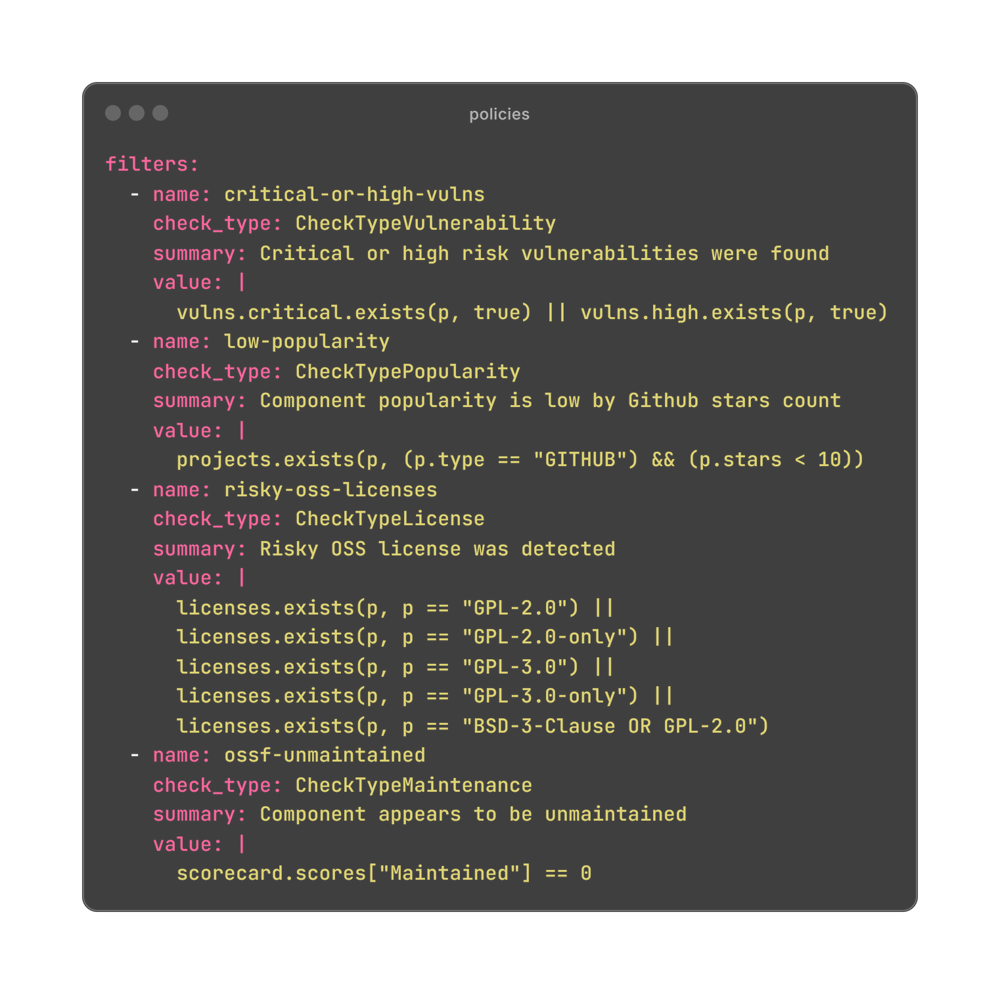 policies
filters:
  - name: critical-or-high-vulns
    check_type: CheckTypeVulnerability
    summary: Critical or high risk vulnerabilities were found
    value: |
      vulns.critical.exists(p, true) || vulns.high.exists(p, true)
  - name: low-popularity
    check_type: CheckTypePopularity
    summary: Component popularity is low by Github stars count
    value: |
      projects.exists(p, (p.type == "GITHUB") && (p.stars < 10))
  - name: risky-oss-licenses
    check_type: CheckTypeLicense
    summary: Risky OSS license was detected
    value: |
      licenses.exists(p, p == "GPL-2.0") ||
      licenses.exists(p, p == "GPL-2.0-only") ||
      licenses.exists(p, p == "GPL-3.0") ||
      licenses.exists(p, p == "GPL-3.0-only") ||
      licenses.exists(p, p == "BSD-3-Clause OR GPL-2.0")
  - name: ossf-unmaintained
    check_type: CheckTypeMaintenance
    summary: Component appears to be unmaintained
    value: |
      scorecard.scores["Maintained"] == 0